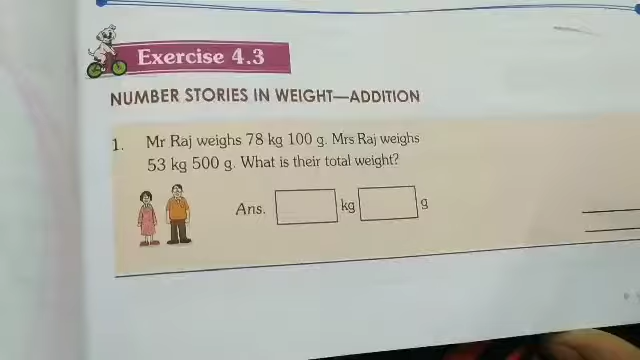 Exercise 4.3
NUMBER STORIES IN WEIGHT—ADDITION
1. Mr Raj weighs 78 kg 100 g. Mrs Raj weighs
53 kg 500 g. What is their total weight?
Ans. kg g